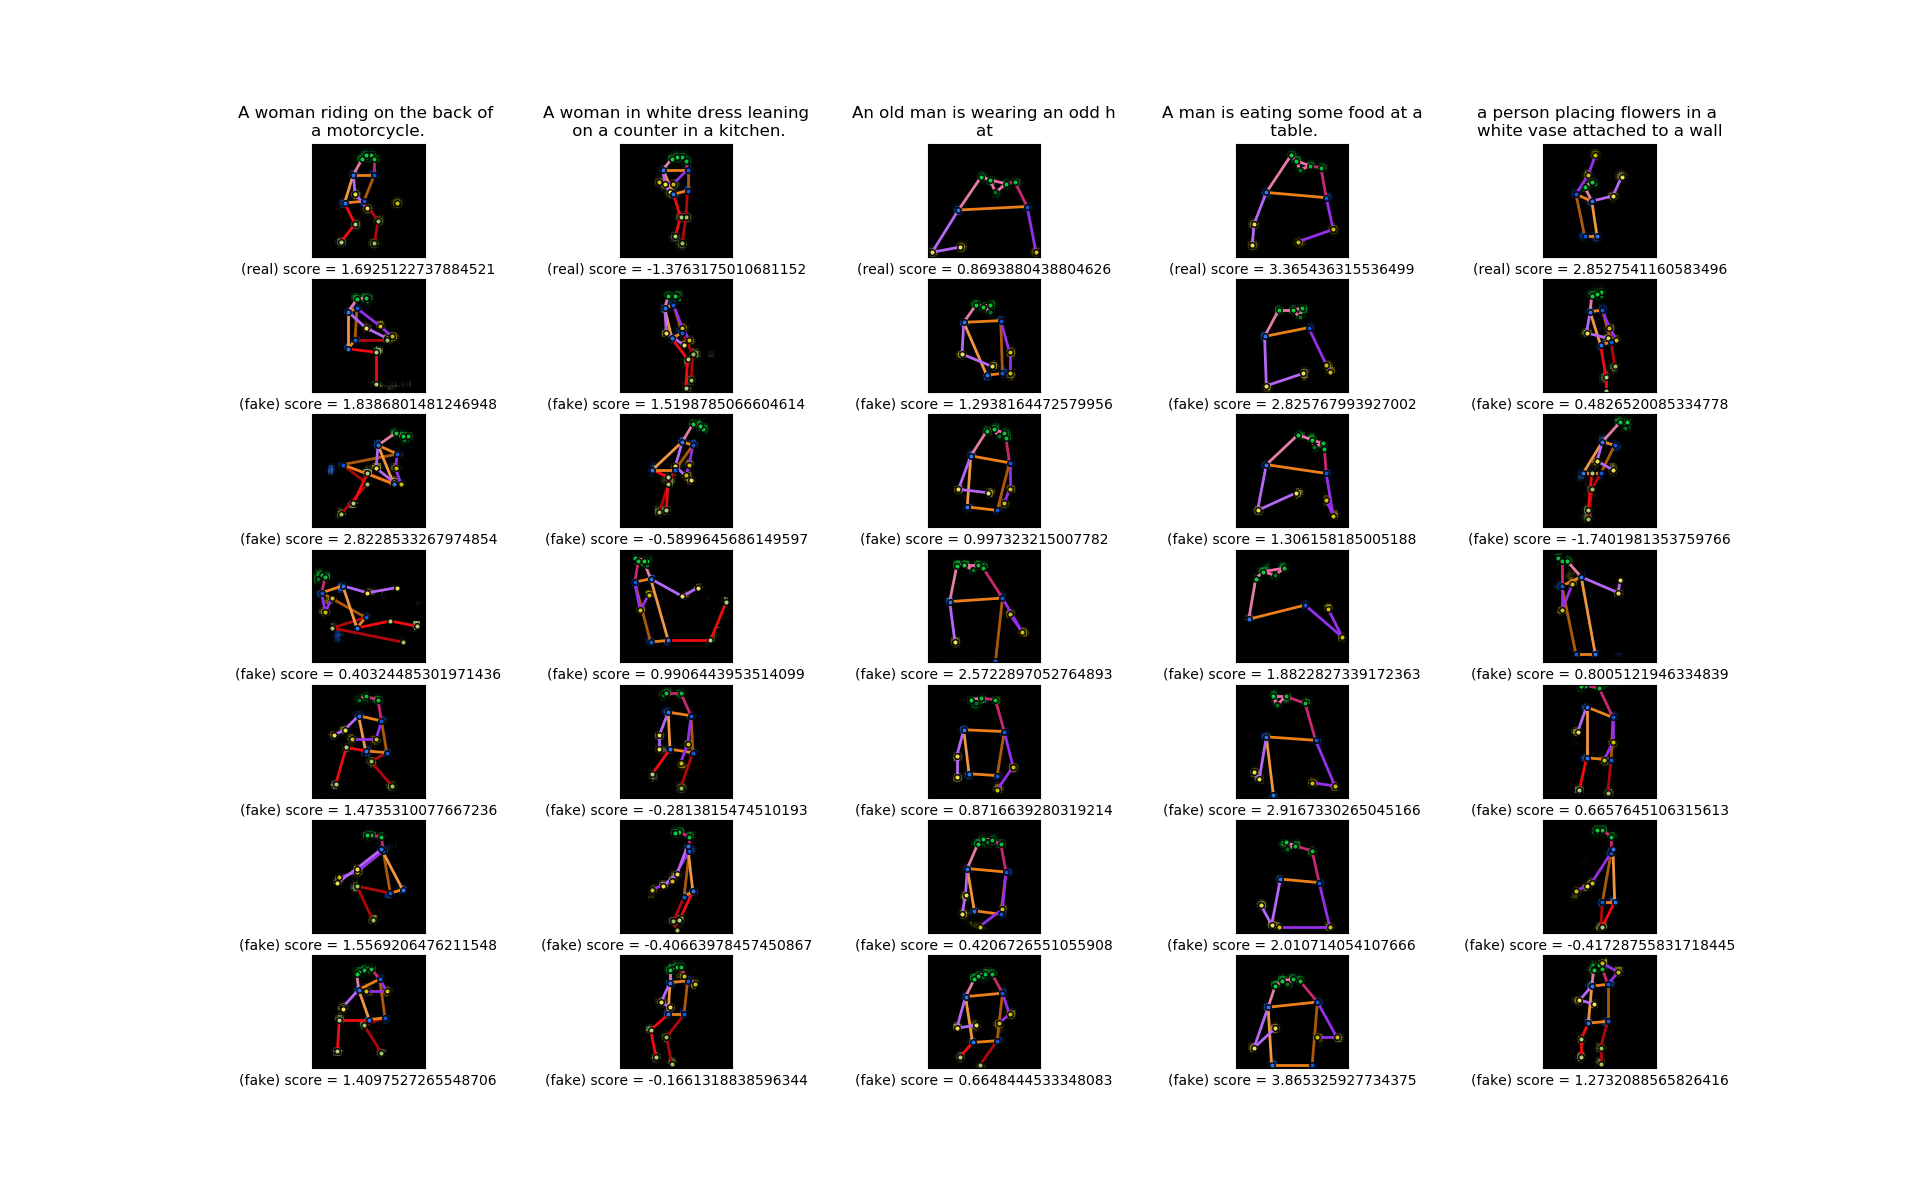 A woman riding on the back of
a motorcycle.
A woman in white dress leaning
on a counter in a kitchen.
An old man is wearing an odd h
at
A man is eating some food at a
table.
a person placing flowers in a
white vase attached to a wall
(real) score = 1.6925122737884521
(real) score = -1.3763175010681152
(real) score = 0.8693880438804626
(real) score = 3.365436315536499
(real) score = 2.8527541160583496
(fake) score = 1.8386801481246948
(fake) score = 1.5198785066604614
(fake) score = 1.2938164472579956
(fake) score = 2.825767993927002
(fake) score = 0.4826520085334778
(fake) score = 2.8228533267974854
(fake) score = -0.5899645686149597
(fake) score = 0.997323215007782
(fake) score = 1.306158185005188
(fake) score = -1.7401981353759766
(fake) score = 0.40324485301971436
(fake) score = 0.9906443953514099
(fake) score = 2.5722897052764893
(fake) score = 1.8822827339172363
(fake) score = 0.8005121946334839
(fake) score = 1.4735310077667236
(fake) score = -0.2813815474510193
(fake) score = 0.8716639280319214
(fake) score = 2.9167330265045166
(fake) score = 0.6657645106315613
(fake) score = 1.5569206476211548
(fake) score = -0.40663978457450867
(fake) score = 0.4206726551055908
(fake) score = 2.010714054107666
(fake) score = -0.41728755831718445
(fake) score = 1.4097527265548706
(fake) score = -0.1661318838596344
(fake) score = 0.6648444533348083
(fake) score = 3.865325927734375
(fake) score = 1.2732088565826416